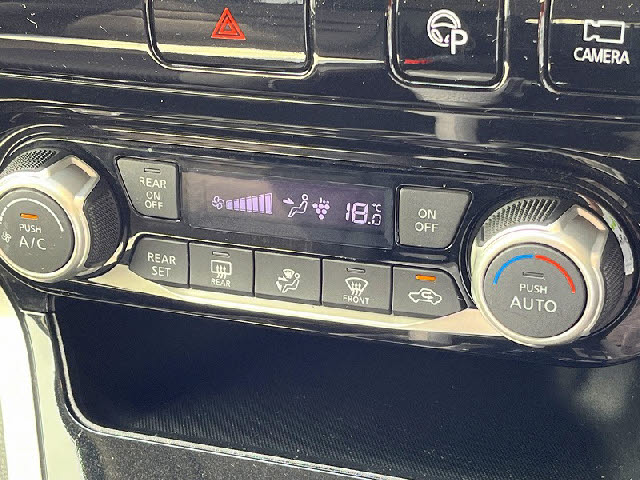 P
CAMERA
REAR
ON
OFF
18.0
°C
ON
OFF
PUSH
A/C
REAR
SET
REAR
FRONT
PUSH
AUTO